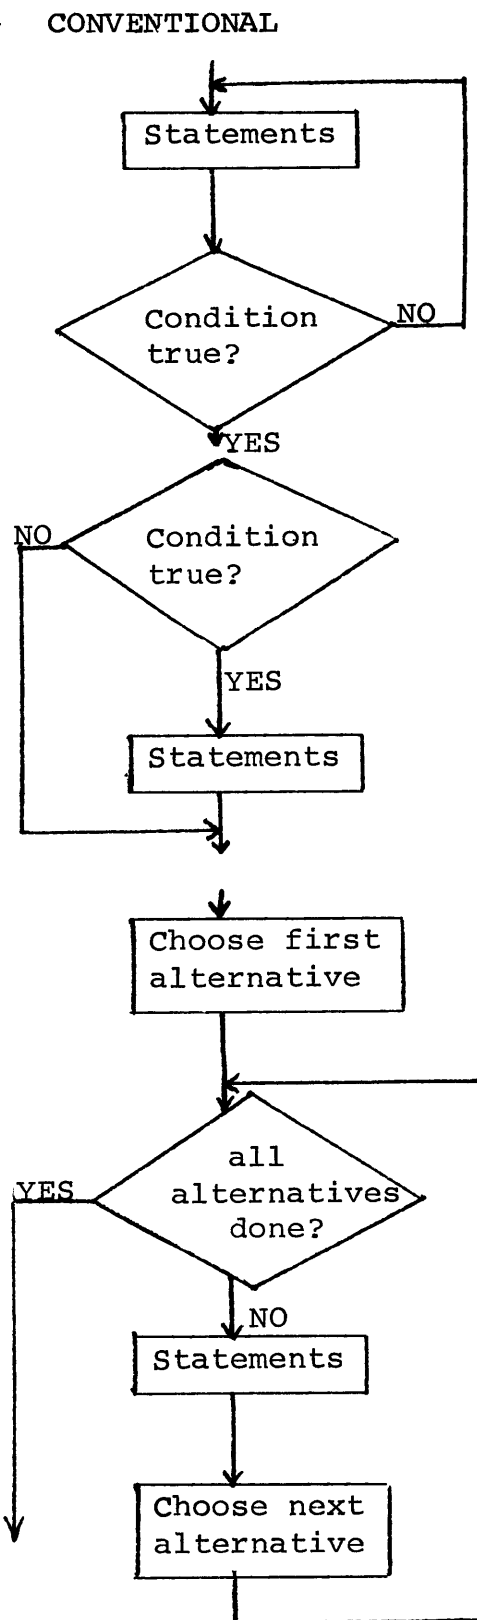 CONVENTIONAL
Statements
Condition
true?
NO
YES
NO
Condition
true?
YES
Statements
Choose first
alternative
all
alternatives
done?
YES
NO
Statements
Choose next
alternative